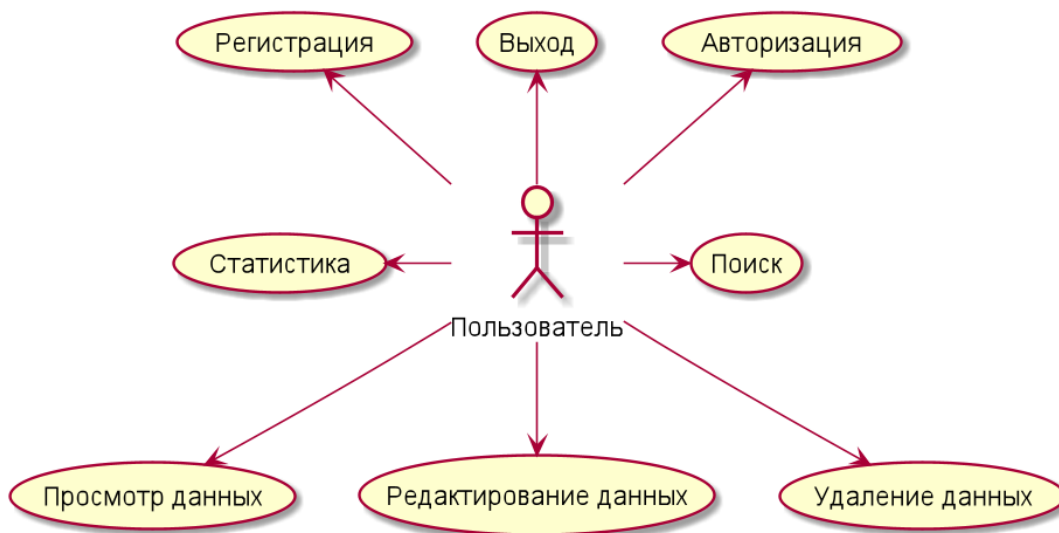 Регистрация
Выход
Авторизация
Статистика
Поиск
Пользователь
Просмотр данных
Редактирование данных
Удаление данных